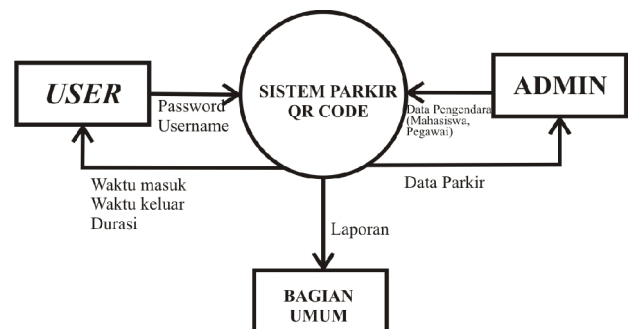 USER
Password
Username
SISTEM PARKIR
QR CODE
Data Pengendara
(Mahasiswa,
Pegawai)
ADMIN
Waktu masuk
Waktu keluar
Durasi
Data Parkir
Laporan
BAGIAN
UMUM